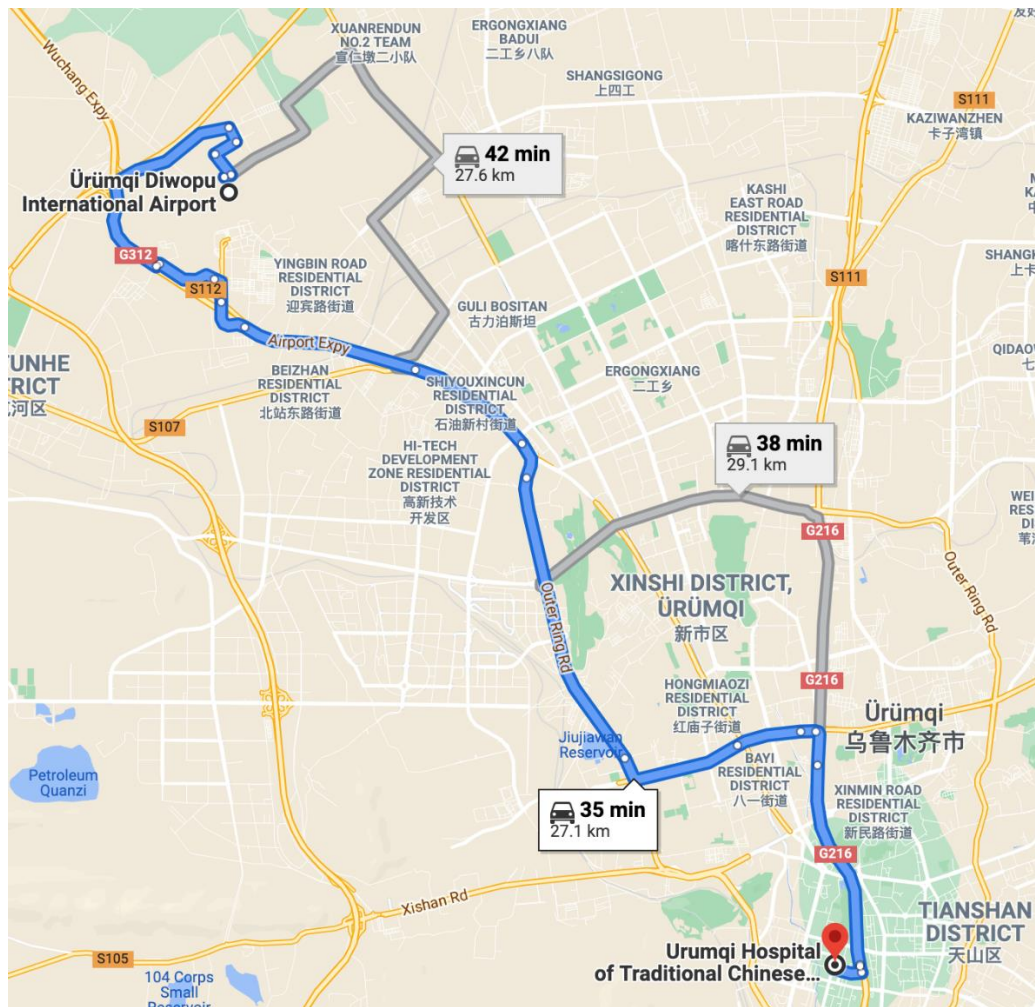 XUANRENDUN
NO.2 TEAM
宣仁墩二小队
ERGONGXIANG
BADUI
二工乡八队
Wuchang Expy
SHANGSIGONG
上四工
S111
KAZIWANZHEN
卡子湾镇
42 min
27.6 km
Ürümqi Diwopu
International Airport
KASHI
EAST ROAD
RESIDENTIAL
DISTRICT
喀什东路街道
G312
S112
YINGBIN ROAD
RESIDENTIAL
DISTRICT
迎宾路街道
S111
GULI BOSITAN
古力泊斯坦
Airport Expy
BEIZHAN
RESIDENTIAL
DISTRICT
北站东路街道
SHIYOUXINCUN
RESIDENTIAL
DISTRICT
石油新村街道
ERGONGXIANG
二工乡
QIDAOW
S107
HI-TECH
DEVELOPMENT
ZONE RESIDENTIAL
DISTRICT
高新技术
开发区
38 min
29.1 km
G216
Outer Ring Rd
Outer Ring Rd
XINSHI DISTRICT,
ÜRÜMQI
新市区
G216
HONGMIAOZI
RESIDENTIAL
DISTRICT
红庙子街道
Ürümqi
乌鲁木齐市
Jiujiawan
Reservoir
BAYI
RESIDENTIAL
DISTRICT
八一街道
Petroleum
Quanzi
XINMIN ROAD
RESIDENTIAL
DISTRICT
新民路街道
35 min
27.1 km
G216
Xishan Rd
TIANSHAN
DISTRICT
天山区
Urumqi Hospital
of Traditional Chinese...
S105
104 Corps
Small
Reservoir